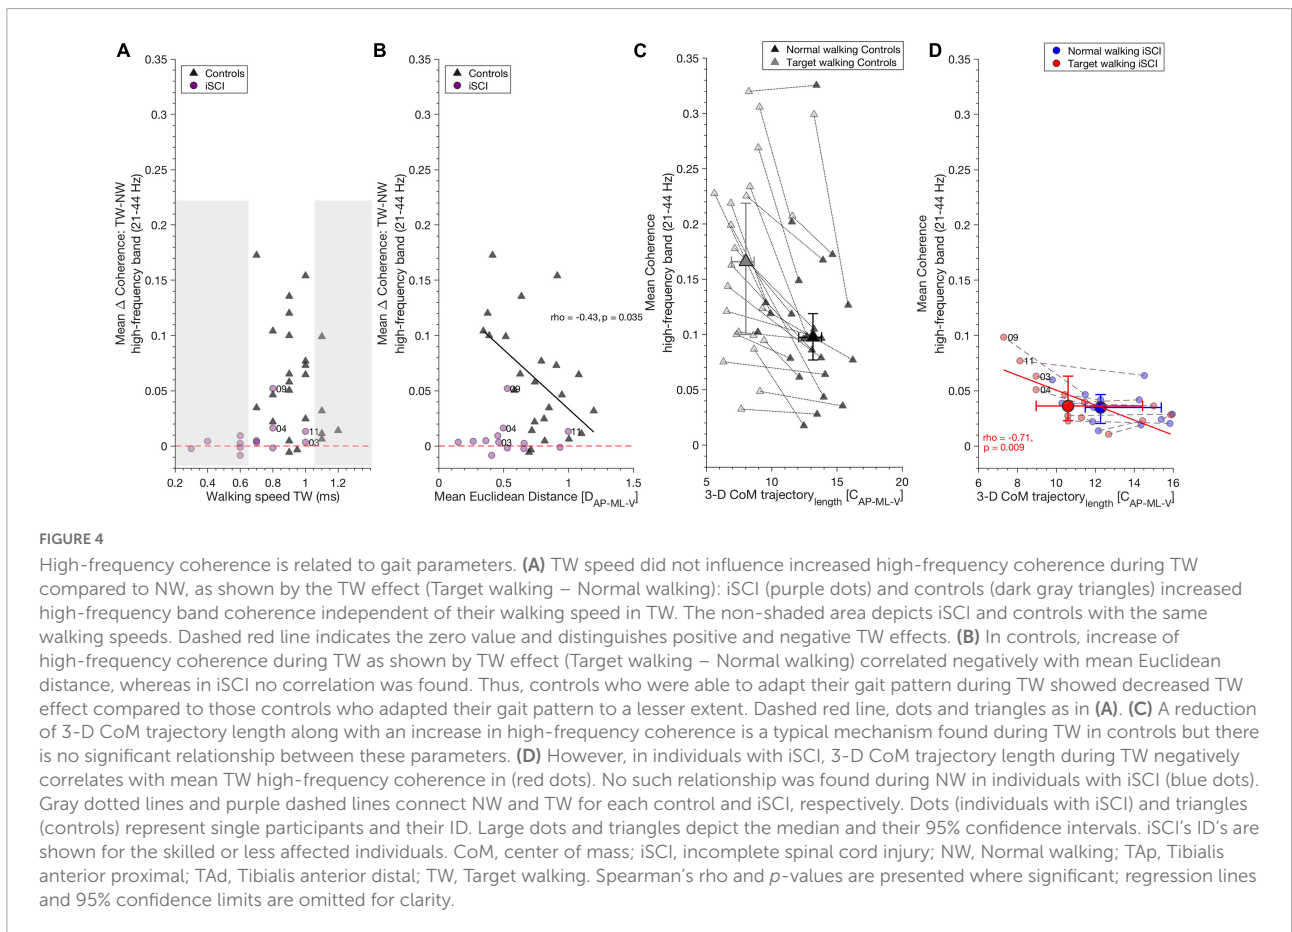 A
0.35
0.3
0.25
0.2
0.15
0.1
0.05
0
0.2 0.4 0.6 0.8 1.0 1.2
Mean Δ Coherence: TW-NW
high-frequency band (21-44 Hz)
Walking speed TW (ms)
Controls
iSCI
09
04
11
03
B
0.35
0.3
0.25
0.2
0.15
0.1
0.05
0
0 0.5 1 1.5
Mean Δ Coherence: TW-NW
high-frequency band (21-44 Hz)
Mean Euclidean Distance [D AP-ML-V]
Controls
iSCI
rho = -0.43, p = 0.035
09
04
11
03
C
Normal walking Controls
Target walking Controls
0.35
0.3
0.25
0.2
0.15
0.1
0.05
0
5 10 15 20
Mean Coherence
high-frequency band (21-44 Hz)
3-D CoM trajectory length [C AP-ML-V]
D
Normal walking iSCI
Target walking iSCI
0.35
0.3
0.25
0.2
0.15
0.1
0.05
0
6 8 10 12 14 16
Mean Coherence
high-frequency band (21-44 Hz)
3-D CoM trajectory length [C AP-ML-V]
09
11
03
04
rho = -0.71,
p = 0.009
FIGURE 4
High-frequency coherence is related to gait parameters. (A) TW speed did not influence increased high-frequency coherence during TW
compared to NW, as shown by the TW effect (Target walking – Normal walking): iSCI (purple dots) and controls (dark gray triangles) increased
high-frequency band coherence independent of their walking speed in TW. The non-shaded area depicts iSCI and controls with the same
walking speeds. Dashed red line indicates the zero value and distinguishes positive and negative TW effects. (B) In controls, increase of
high-frequency coherence during TW as shown by TW effect (Target walking – Normal walking) correlated negatively with mean Euclidean
distance, whereas in iSCI no correlation was found. Thus, controls who were able to adapt their gait pattern during TW showed decreased TW
effect compared to those controls who adapted their gait pattern to a lesser extent. Dashed red line, dots and triangles as in (A). (C) A reduction
of 3-D CoM trajectory length along with an increase in high-frequency coherence is a typical mechanism found during TW in controls but there
is no significant relationship between these parameters. (D) However, in individuals with iSCI, 3-D CoM trajectory length during TW negatively
correlates with mean TW high-frequency coherence in (red dots). No such relationship was found during NW in individuals with iSCI (blue dots).
Gray dotted lines and purple dashed lines connect NW and TW for each control and iSCI, respectively. Dots (individuals with iSCI) and triangles
(controls) represent single participants and their ID. Large dots and triangles depict the median and their 95% confidence intervals. iSCI's ID's are
shown for the skilled or less affected individuals. CoM, center of mass; iSCI, incomplete spinal cord injury; NW, Normal walking; TAp, Tibialis
anterior proximal; TAd, Tibialis anterior distal; TW, Target walking. Spearman's rho and p-values are presented where significant; regression lines
and 95% confidence limits are omitted for clarity.